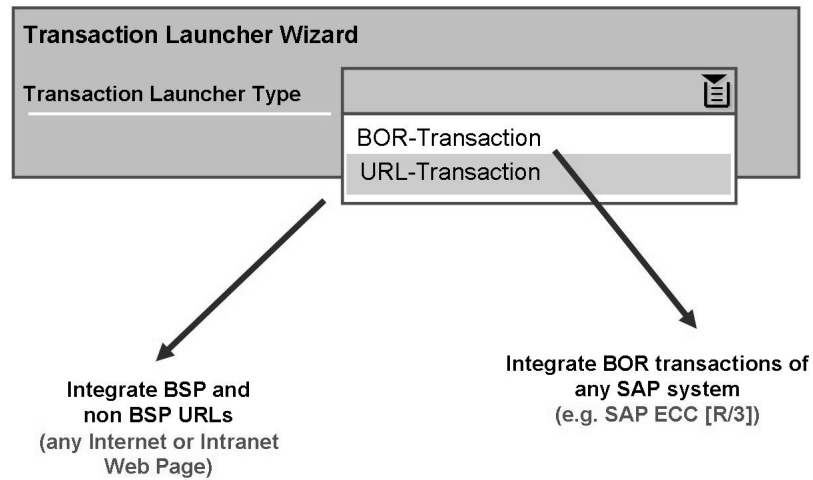 Transaction Launcher Wizard
Transaction Launcher Type
BOR-Transaction
URL-Transaction
Integrate BSP and
non BSP URLs
(any Internet or Intranet
Web Page)
Integrate BOR transactions of
any SAP system
(e.g. SAP ECC [R/3])